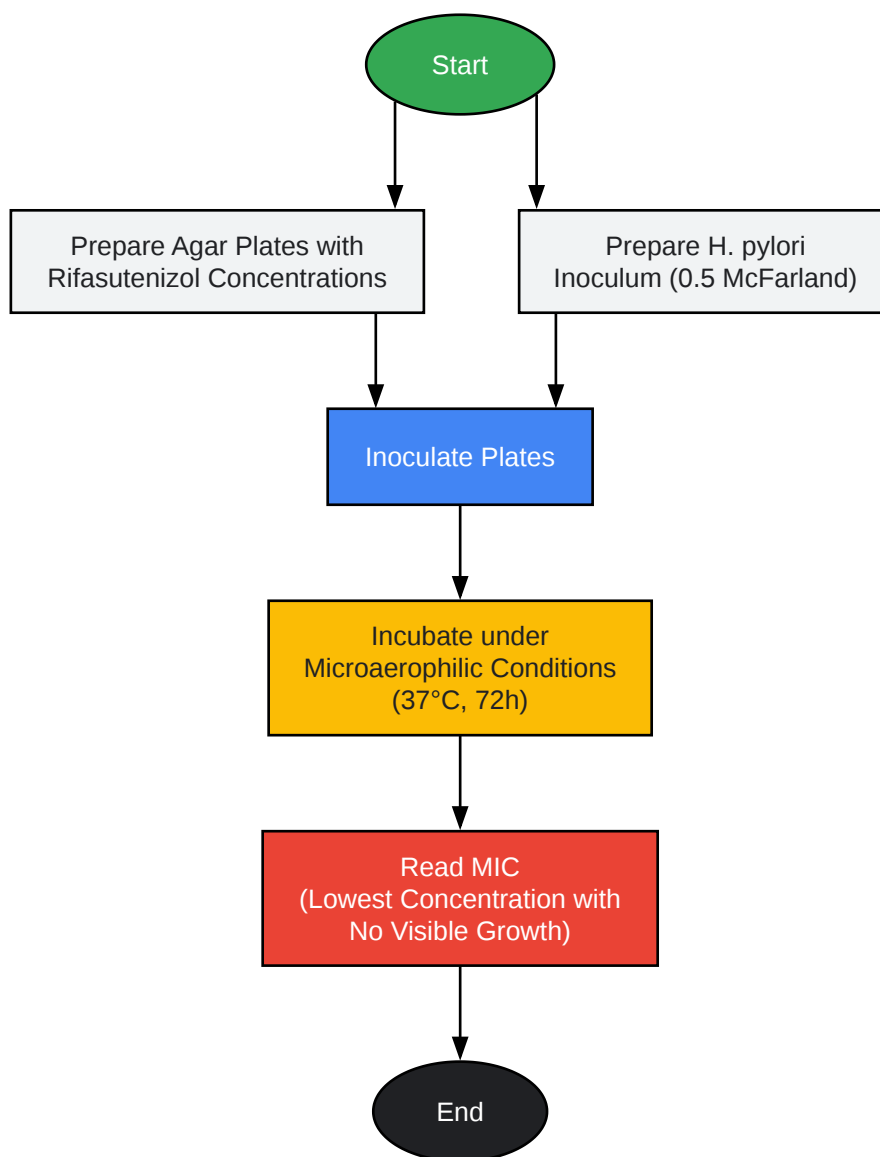 Start
Prepare Agar Plates with
Rifasutenizol Concentrations
Prepare H. pylori
Inoculum (0.5 McFarland)
Inoculate Plates
Incubate under
Microaerophilic Conditions
(37°C, 72h)
Read MIC
(Lowest Concentration with
No Visible Growth)
End